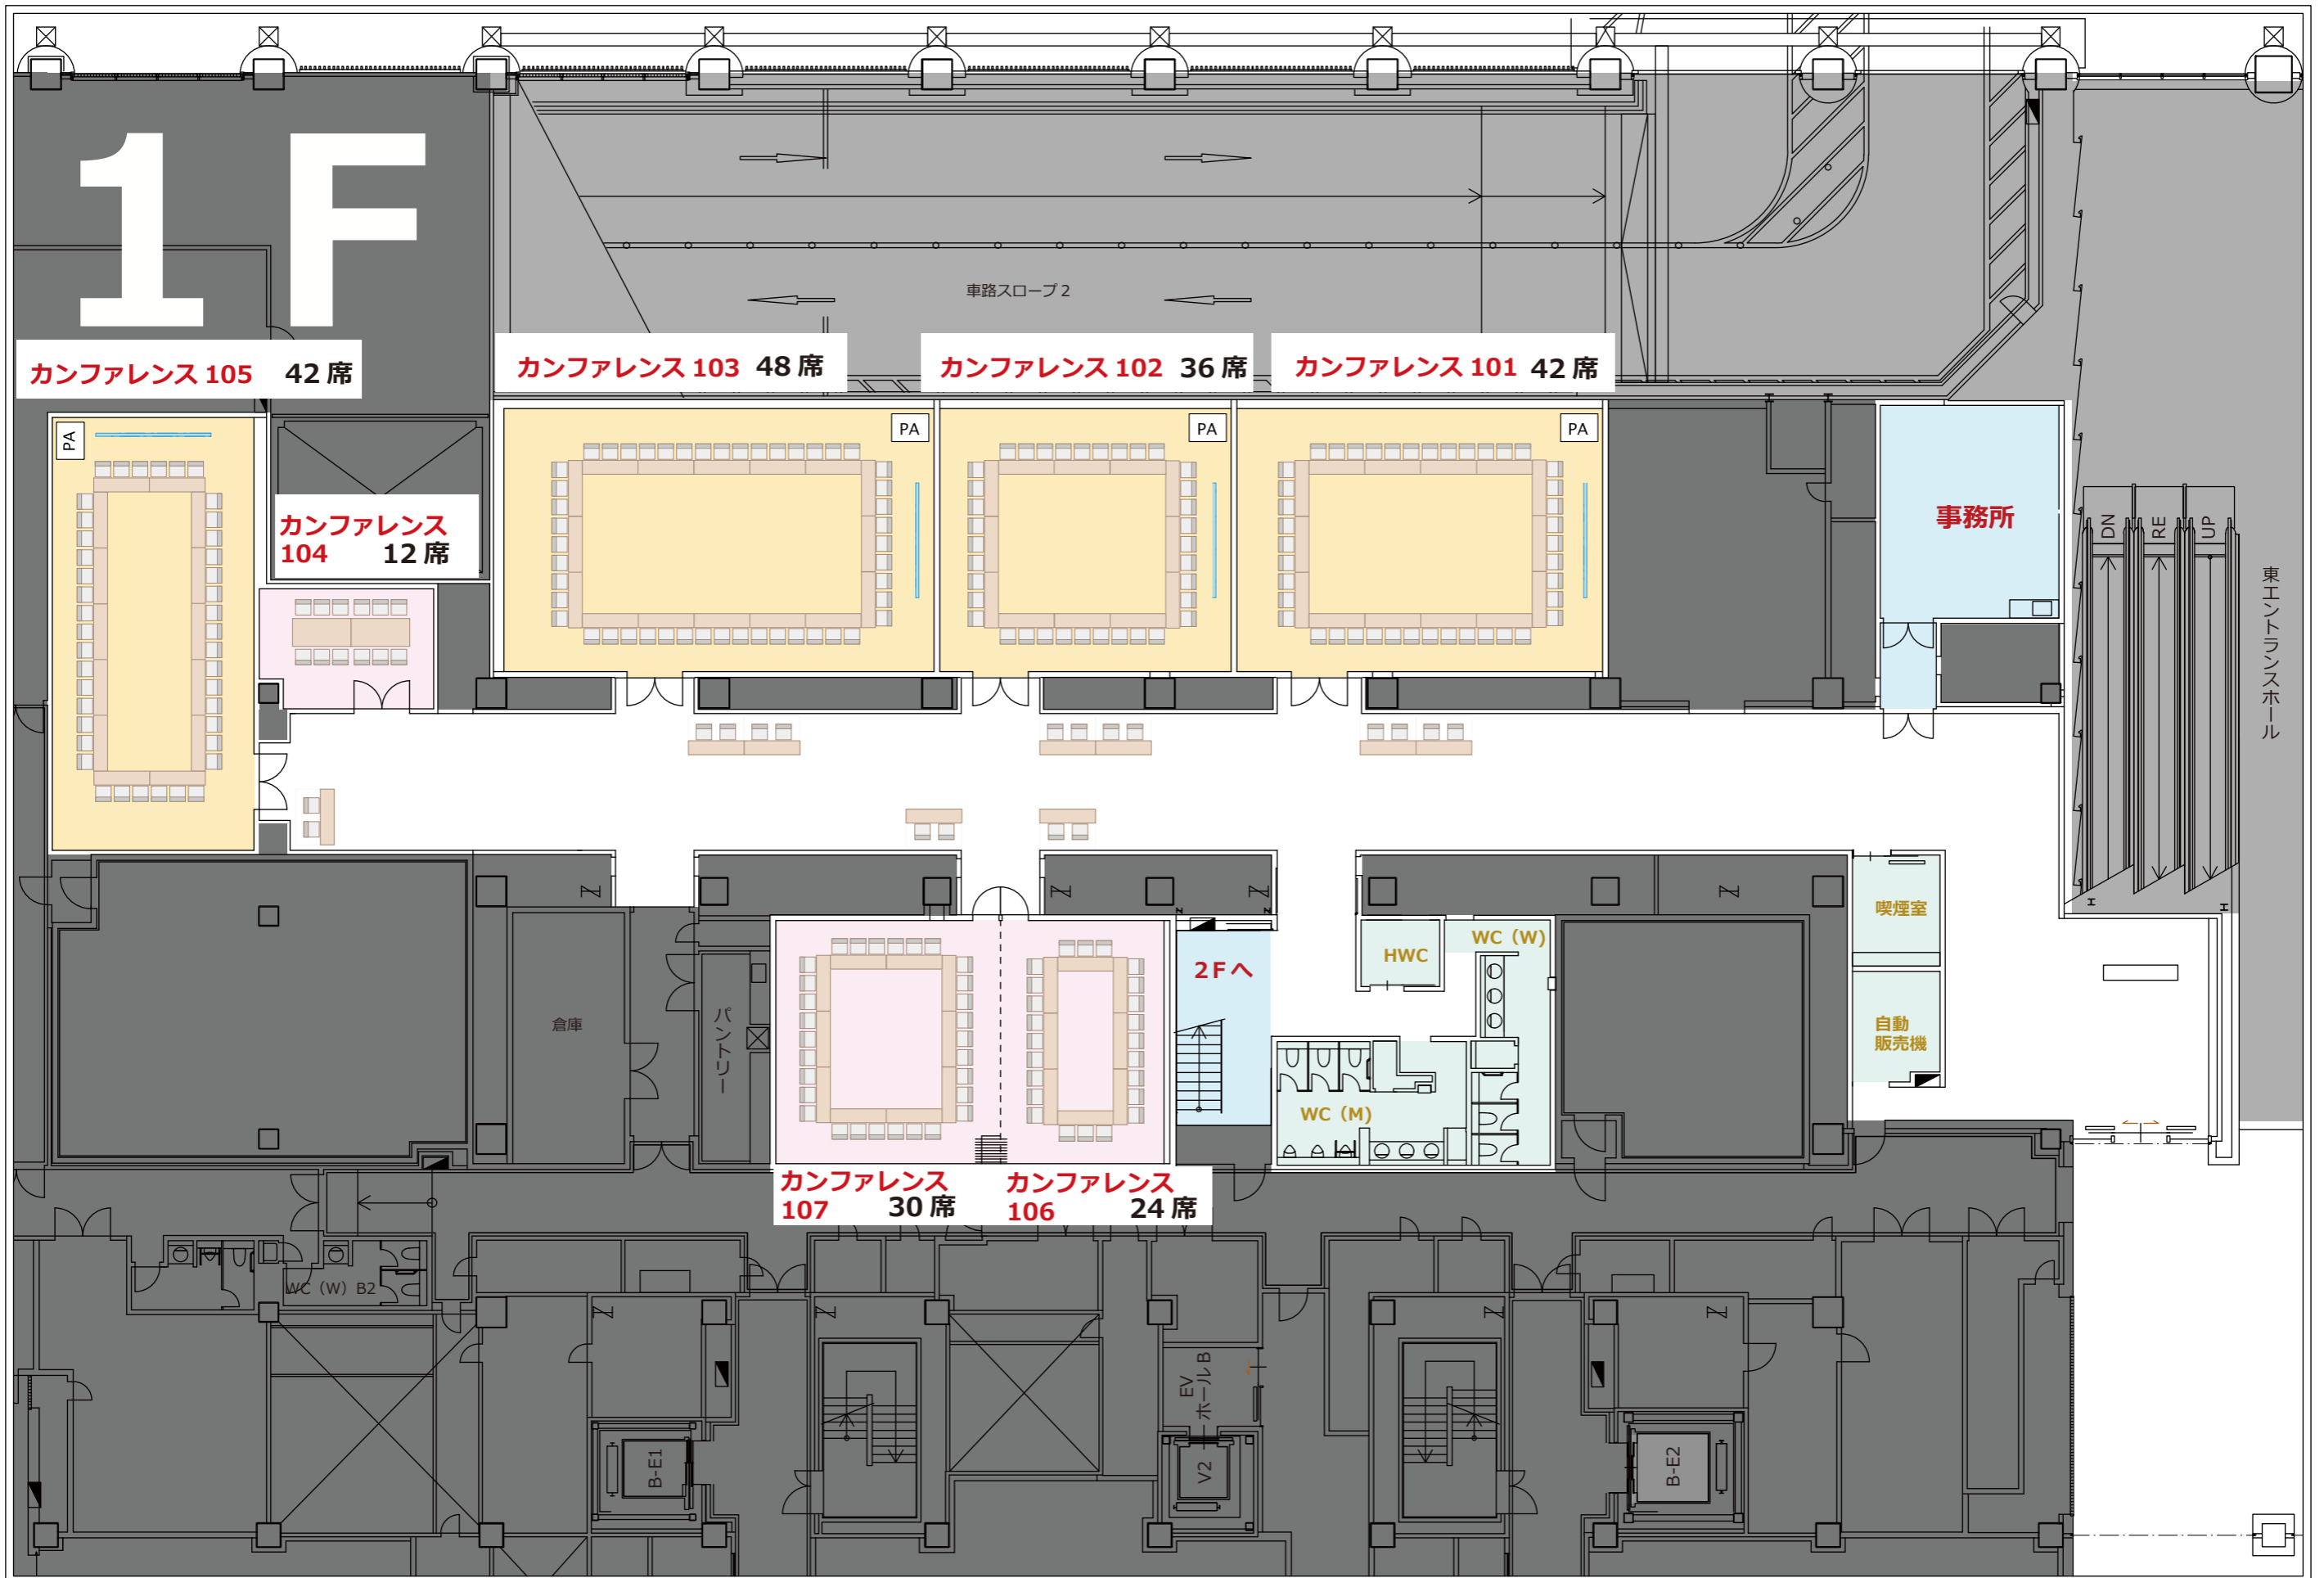 1F
カンファレンス 105 42 席
カンファレンス 103 48 席
カンファレンス 102 36 席
カンファレンス 101 42 席
車路スロープ 2
PA
PA
PA
PA
カンファレンス
104 12 席
事務所
DN
RE
UP
東エントランスホール
喫煙室
自動
販売機
2F へ
HWC
WC（W）
WC（M）
倉庫
パントリー
カンファレンス
107 30 席
カンファレンス
106 24 席
WC（W）B2
B-E1
EV
ホール B
V2
B-E2